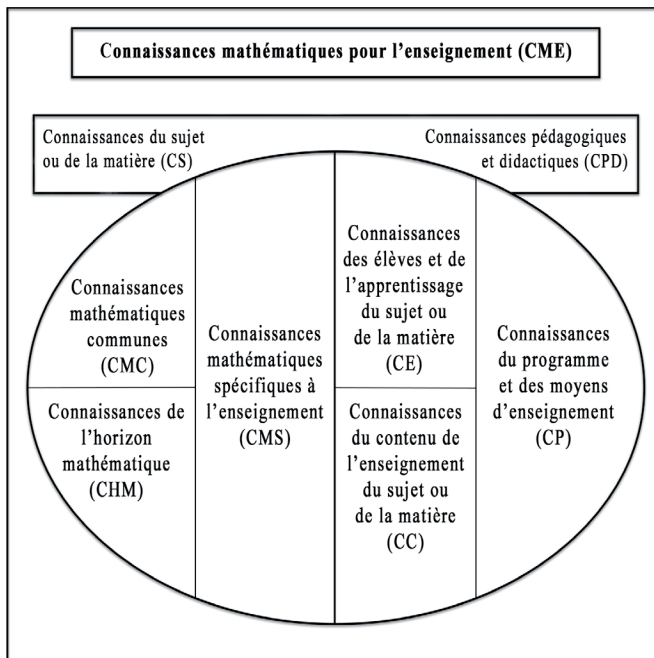 Connaissances mathématiques pour l’enseignement (CME)
Connaissances du sujet
ou de la matière (CS)
Connaissances pédagogiques
et didactiques (CPD)
Connaissances
mathématiques
communes
(CMC)
Connaissances de
l’horizon
mathématique
(CHM)
Connaissances
mathématiques
spécifiques à
l’enseignement
(CMS)
Connaissances
des élèves et de
l’apprentissage
du sujet ou
de la matière
(CE)
Connaissances
du contenu de
l’enseignement
du sujet ou
de la matière
(CC)
Connaissances
du programme
et des moyens
d’enseignement
(CP)